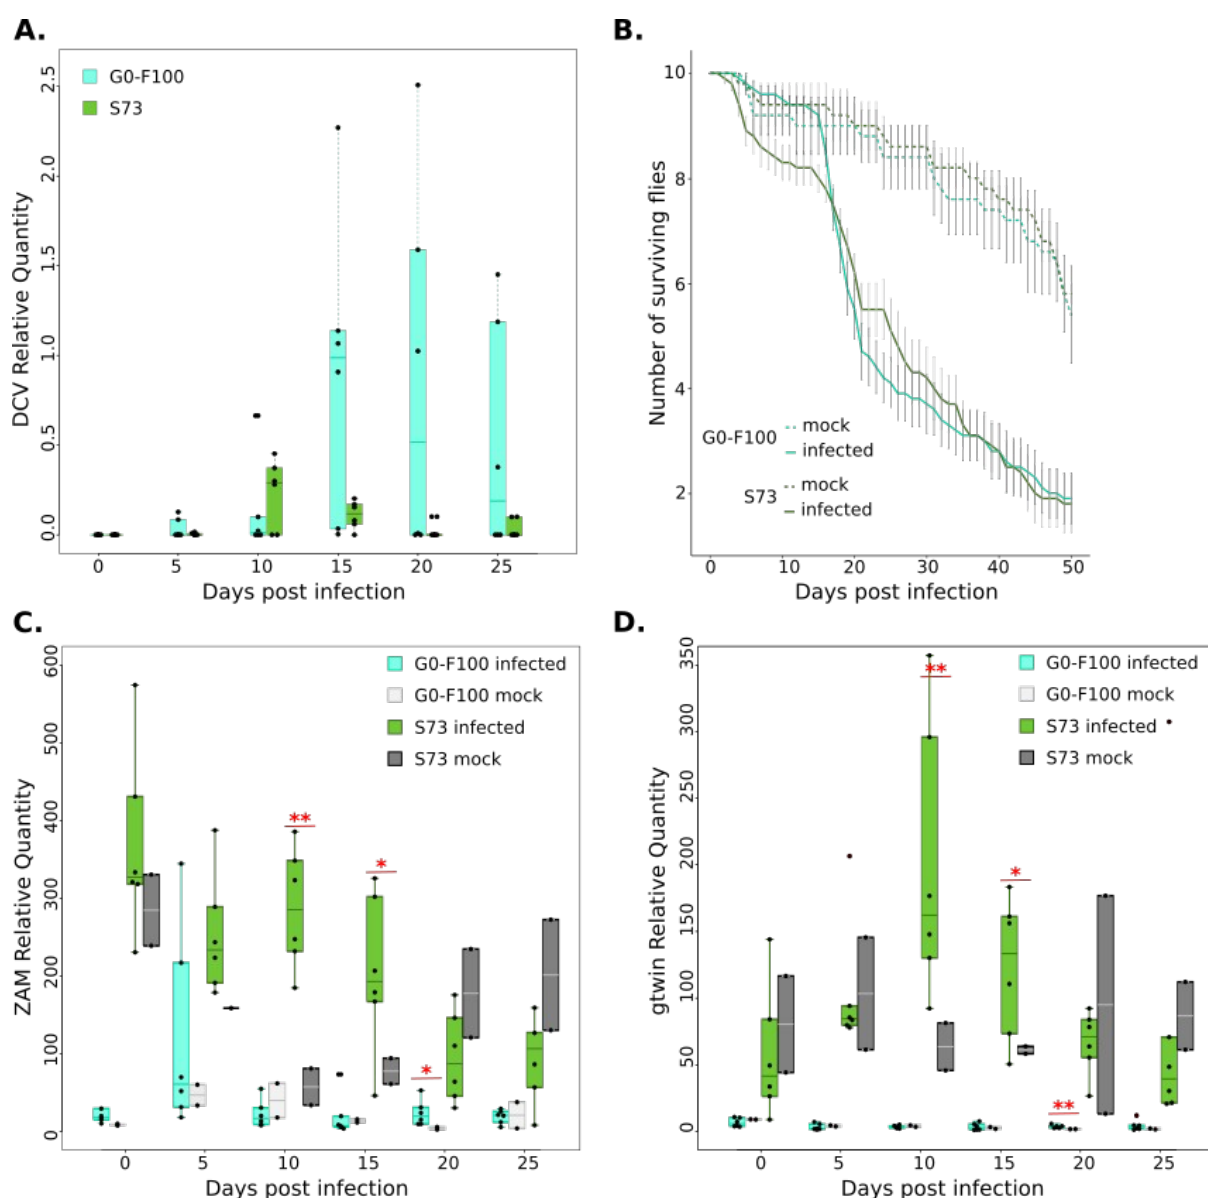 A.
G0-F100
S73
DCV Relative Quantity
2.5
2.0
1.5
1.0
0.5
0.0
0 5 10 15 20 25
Days post infection
B.
Number of surviving flies
10
8
6
4
2
G0-F100
mock
infected
S73
mock
infected
0 10 20 30 40 50
Days post infection
C.
ZAM Relative Quantity
600
500
400
300
200
100
0
G0-F100 infected
G0-F100 mock
S73 infected
S73 mock
**
*
*
0 5 10 15 20 25
Days post infection
D.
gtwin Relative Quantity
350
300
250
200
150
100
50
0
G0-F100 infected
G0-F100 mock
S73 infected
S73 mock
**
*
**
0 5 10 15 20 25
Days post infection